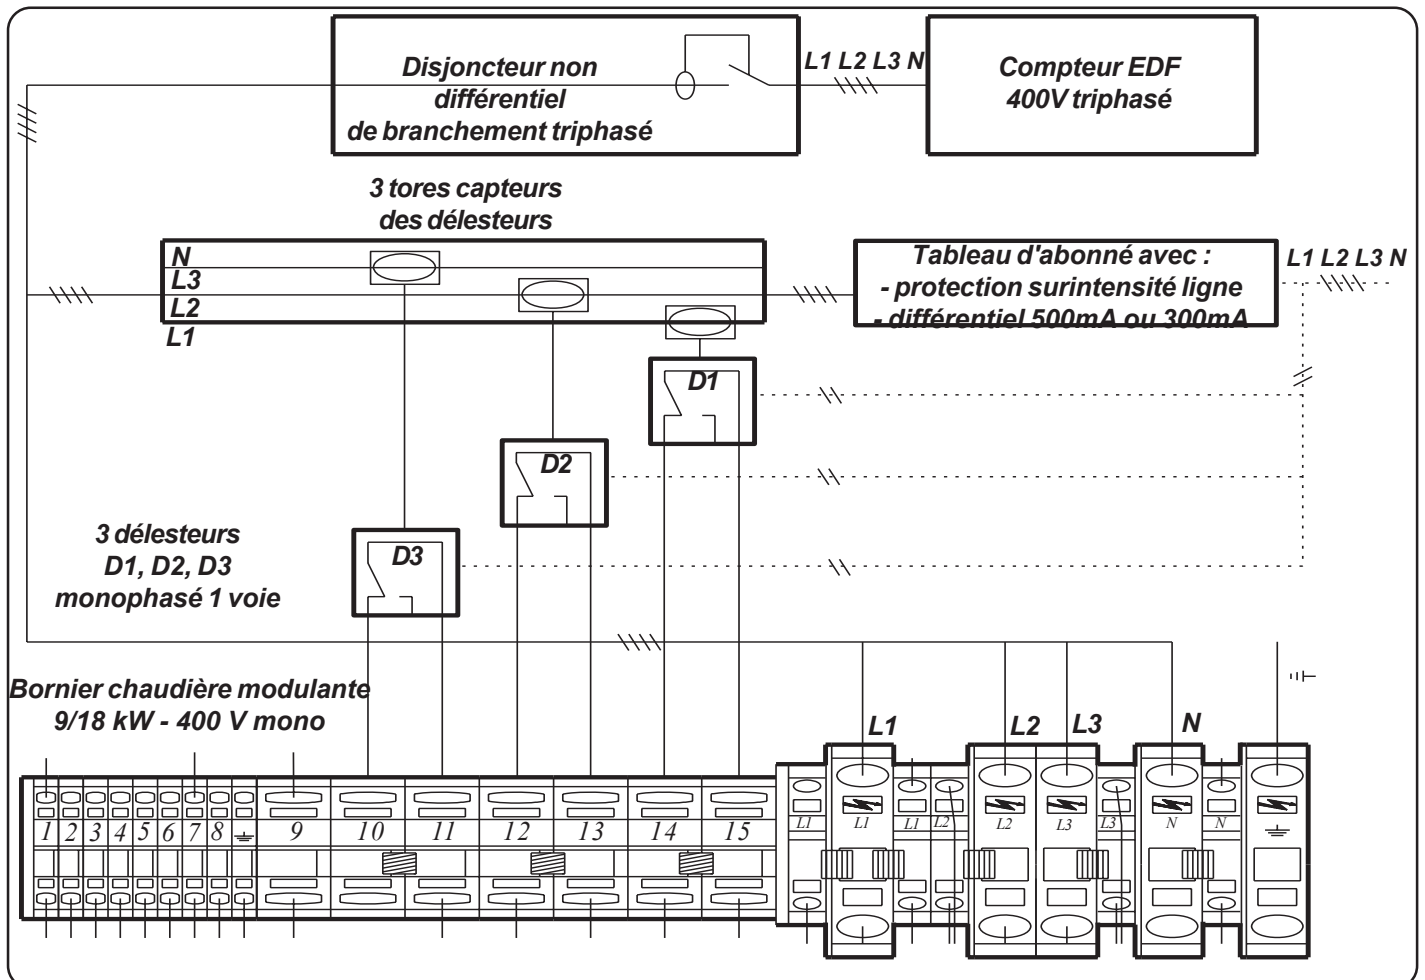 Disjoncteur non
différentiel
de branchement triphasé
L1 L2 L3 N
Compteur EDF
400V triphasé
3 tores capteurs
des délesteurs
N
L3
L2
L1
Tableau d'abonné avec :
- protection surintensité ligne
- différentiel 500mA ou 300mA
L1 L2 L3 N
D1
D2
D3
3 délesteurs
D1, D2, D3
monophasé 1 voie
Bornier chaudière modulante
9/18 kW - 400 V mono
L1 L2 L3 N
1 2 3 4 5 6 7 8 9 10 11 12 13 14 15
L1 L1 L1 L2 L2 L3 L3 N N